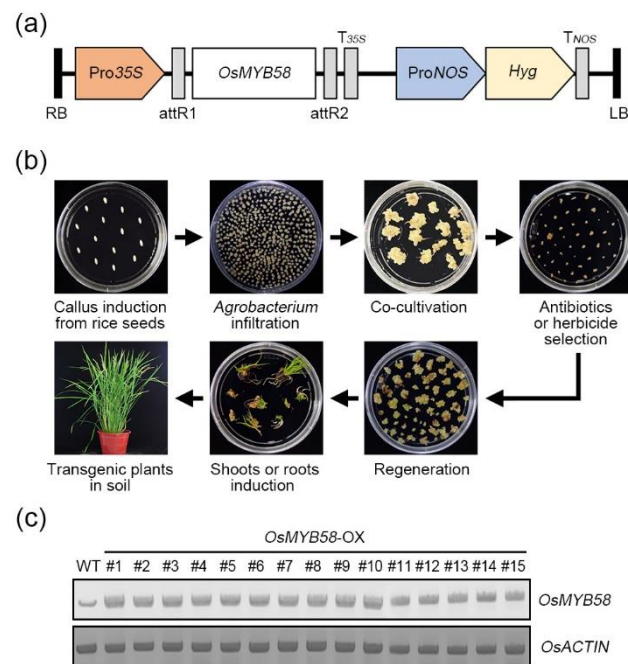 (a)
T35S
TNOS
Pro35S
OsMYB58
ProNOS
Hyg
RB
attR1
attR2
LB
(b)
Callus induction
from rice seeds
Agrobacterium
infiltration
Co-cultivation
Antibiotics
or herbicide
selection
Transgenic plants
in soil
Shoots or roots
induction
Regeneration
(c)
OsMYB58-OX
WT #1 #2 #3 #4 #5 #6 #7 #8 #9 #10 #11 #12 #13 #14 #15
OsMYB58
OsACTIN